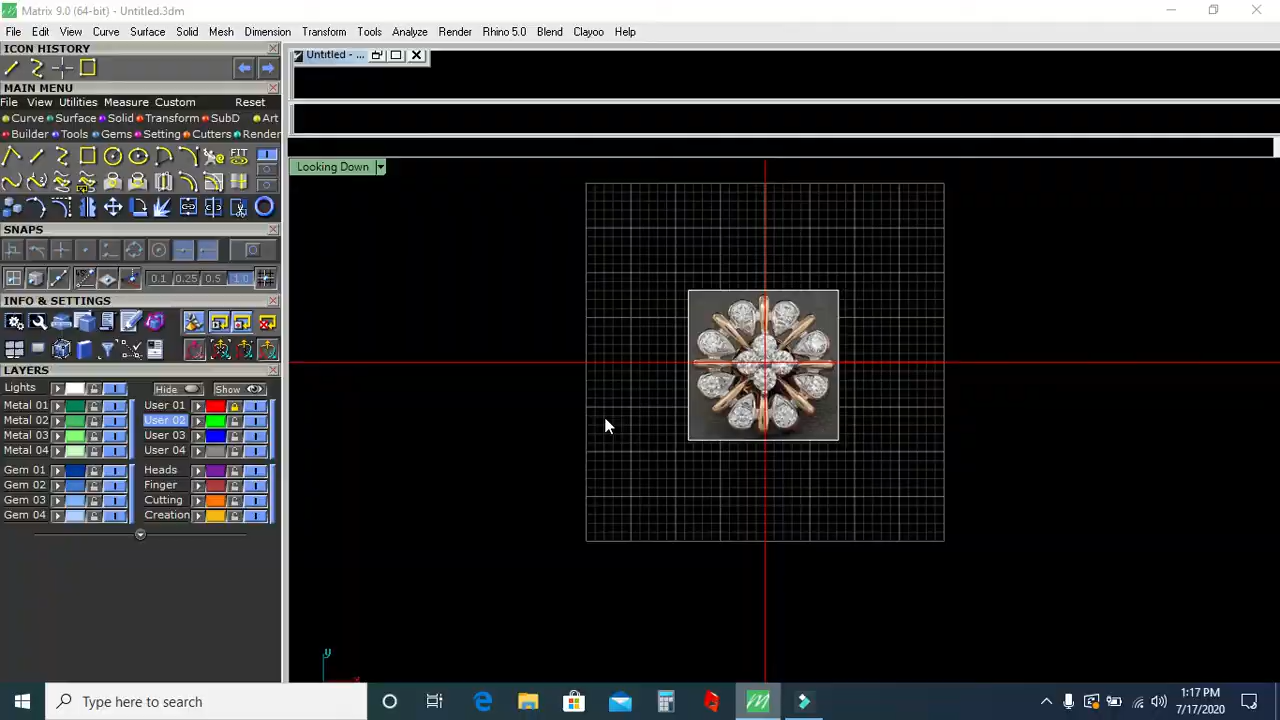 Matrix 9.0 (64-bit) - Untitled.3dm
File Edit View Curve Surface Solid Mesh Transform Dimension Tools Analyze Render Rhino 5.0 Blend Clayoo Help
ICON HISTORY
Untitled - ...
MAIN MENU
File View Utilities Measure Custom Reset
Curve Surface Solid Transform SubD Art
Builder Tools Gems Setting Cutters Render
FIT
Looking Down
SNAPS
0.1 0.25 0.5 1.0
INFO & SETTINGS
LAYERS
Lights Hide Show
Metal 01 User 01
Metal 02 User 02
Metal 03 User 03
Metal 04 User 04
Gem 01 Heads
Gem 02 Finger
Gem 03 Cutting
Gem 04 Creation
y
x
Type here to search
1:17 PM
7/17/2020